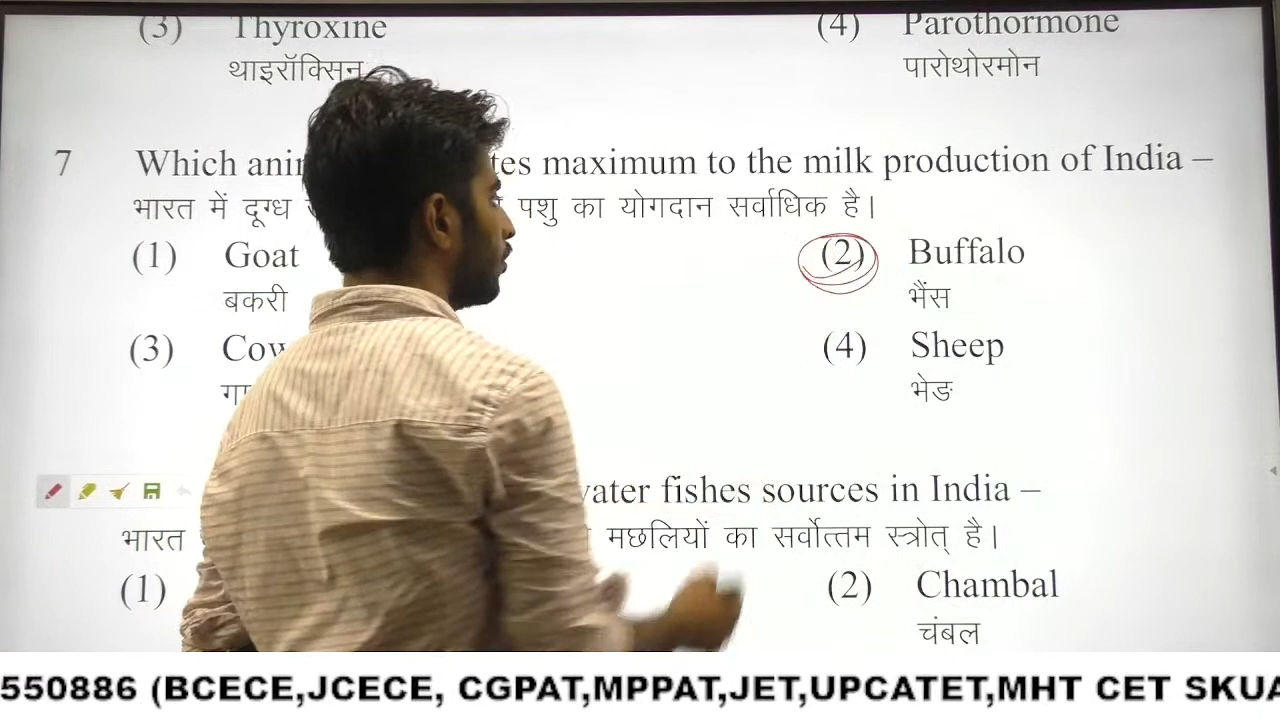 (3) Thyroxine (4) Parothormone
थाइरॉक्सिन पारोथोरमोन
7 Which tes maximum to the milk production of India –
भारत में दूग्ध पशु का योगदान सर्वाधिक है।
(1) Goat (2) Buffalo
बकरी भैंस
(3) Cow (4) Sheep
भेङ
water fishes sources in India –
भारत मछलियों का सर्वोत्तम स्त्रोत् है।
(1) (2) Chambal
चंबल
550886 (BCECE,JCECE, CGPAT,MPPAT,JET,UPCATET,MHT CET SKUA